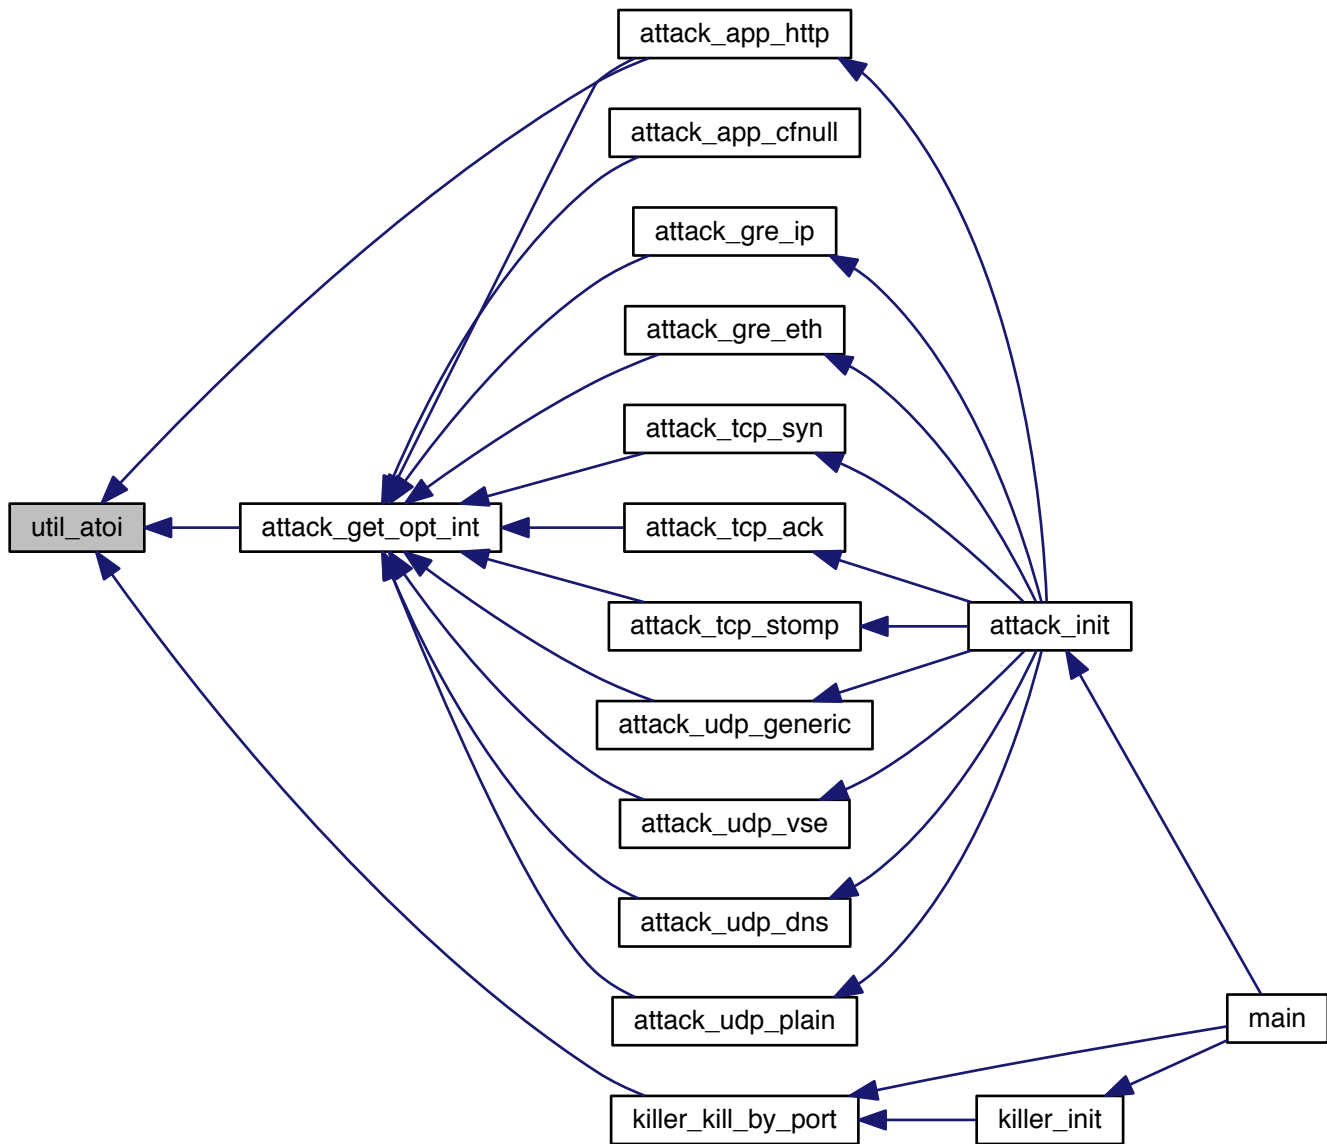 attack_app_http
attack_app_cfnull
attack_gre_ip
attack_gre_eth
attack_tcp_syn
util_atoi
attack_get_opt_int
attack_tcp_ack
attack_tcp_stomp
attack_init
attack_udp_generic
attack_udp_vse
attack_udp_dns
attack_udp_plain
main
killer_kill_by_port
killer_init